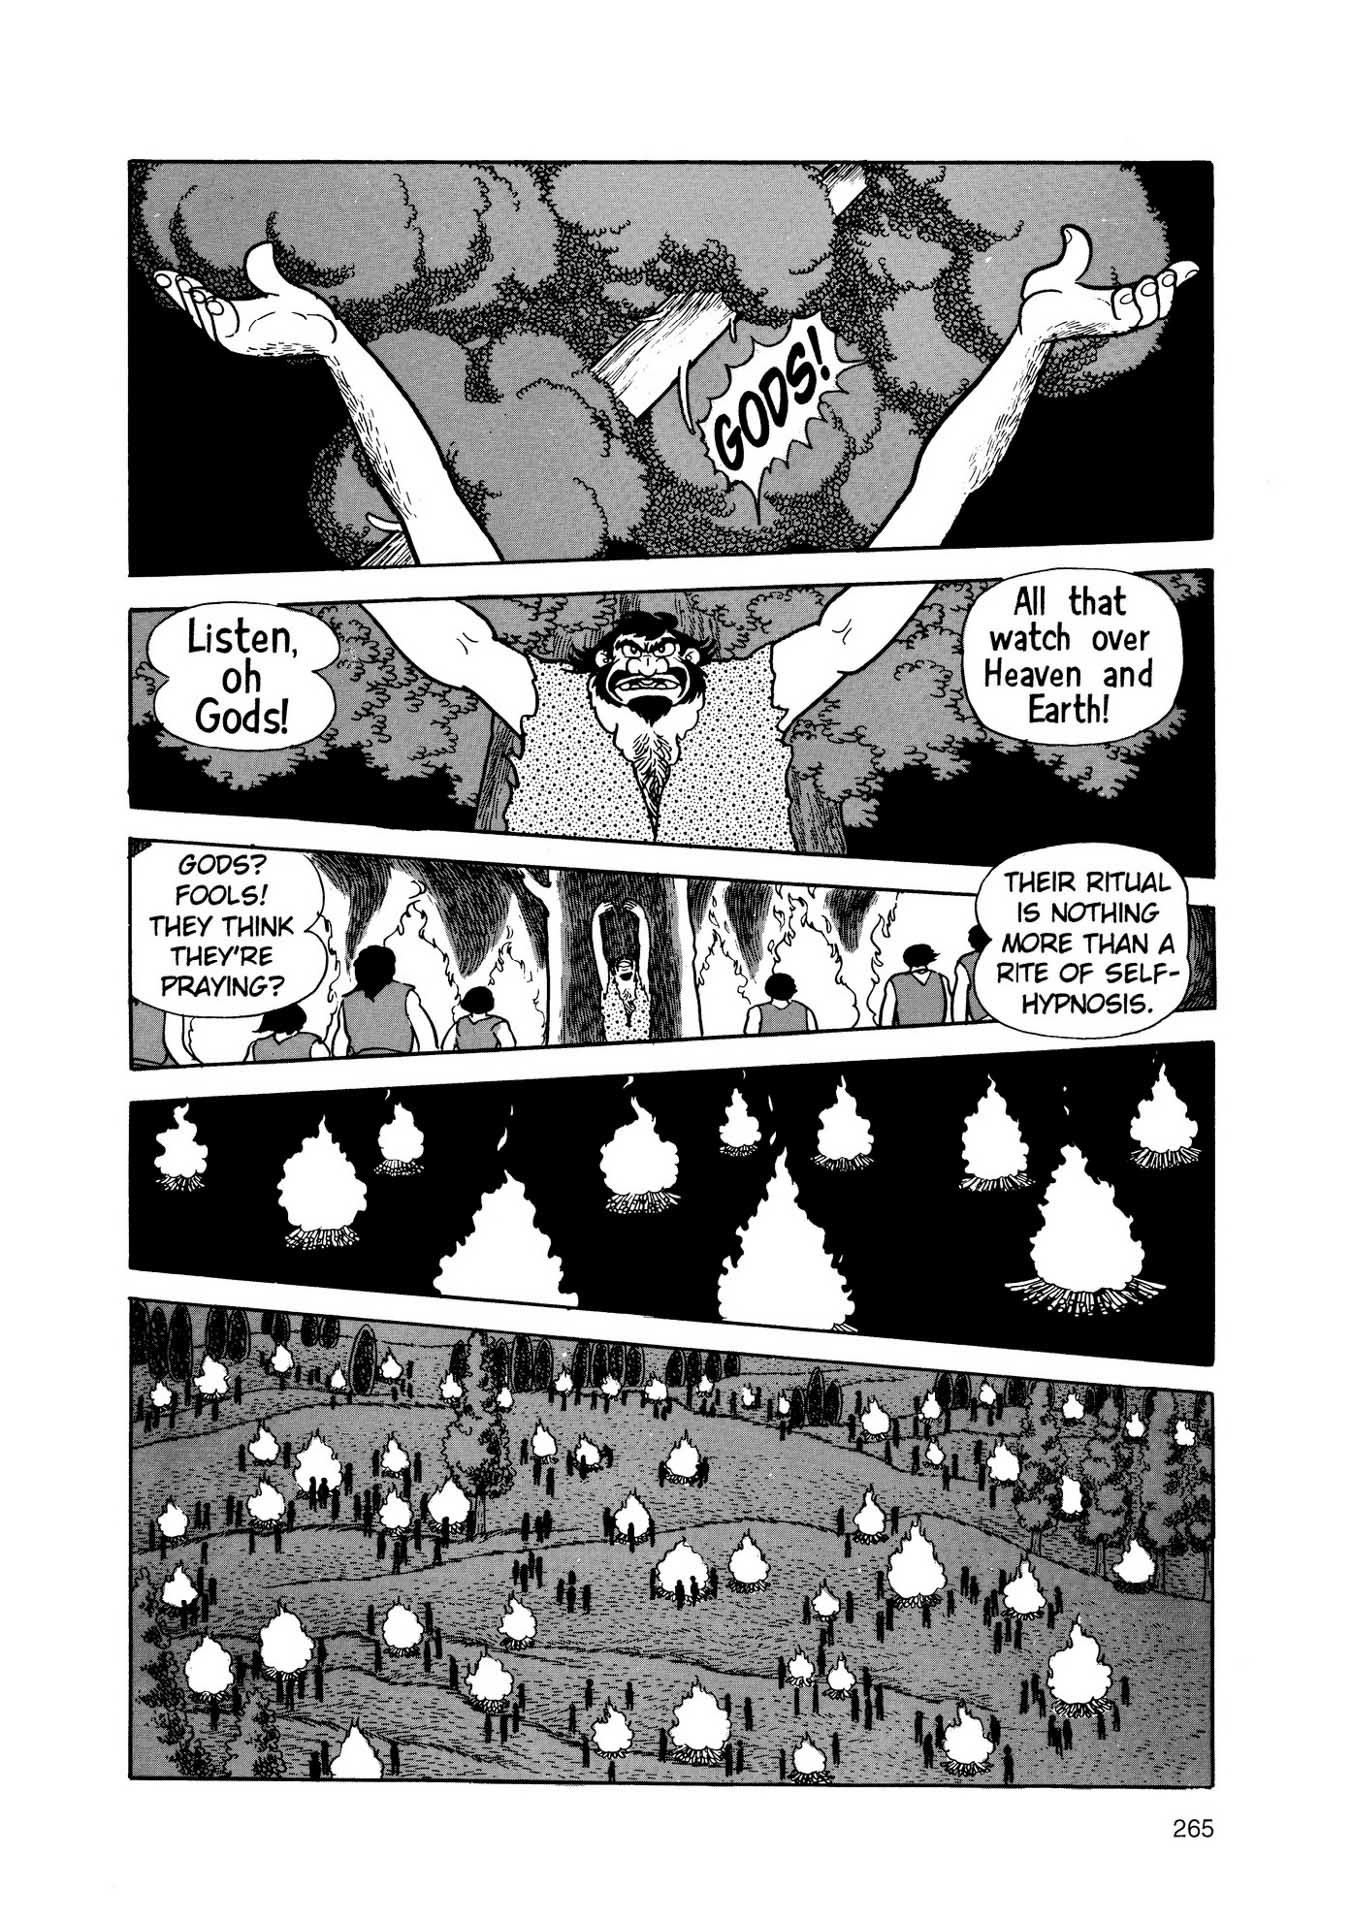 GODS!
Listen,
oh
Gods!
All that
watch over
Heaven and
Earth!
GODS?
FOOLS!
THEY THINK
THEY'RE
PRAYING?
THEIR RITUAL
IS NOTHING
MORE THAN A
RITE OF SELF-
HYPNOSIS.
265